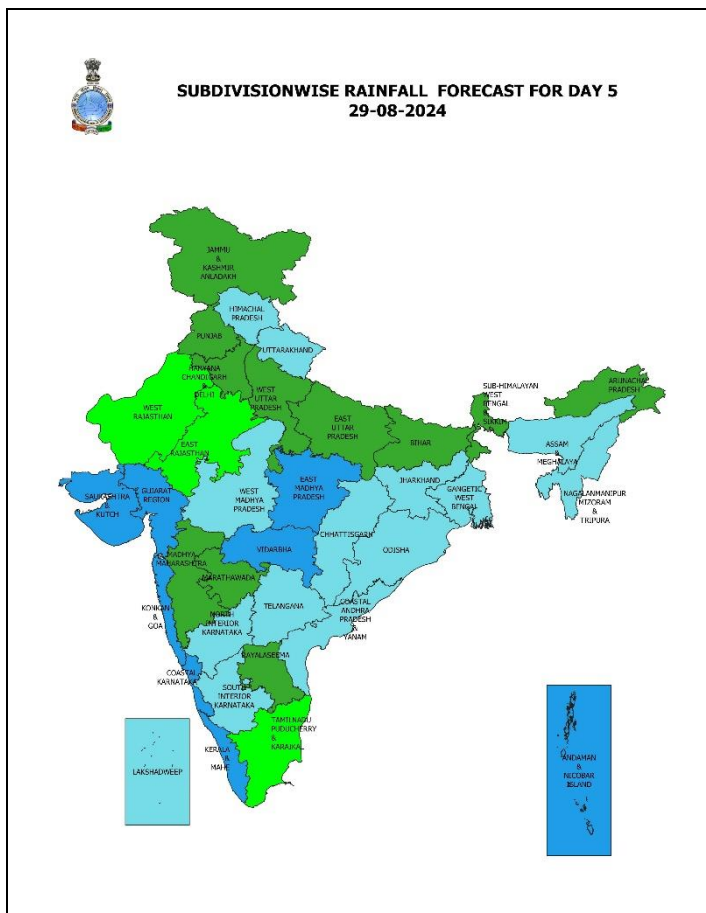 SUBDIVISIONWISE RAINFALL FORECAST FOR DAY 5
29-08-2024
JAMMU
&
KASHMIR
ANLADAKH
HIMACHAL
PRADESH
PUNJAB
UTTARAKHAND
HARYANA
CHANDIGARH
&
DELHI
WEST
UTTAR
PRADESH
WEST
RAJASTHAN
EAST
RAJASTHAN
EAST
UTTAR
PRADESH
BIHAR
SUB-HIMALAYAN
WEST
BENGAL
&
SIKKIM
ARUNACHAL
PRADESH
ASSAM
&
MEGHALAYA
NAGALANMANIPUR
MIZORAM
&
TRIPURA
SAURASHTRA
&
KUTCH
GUJARAT
REGION
WEST
MADHYA
PRADESH
EAST
MADHYA
PRADESH
JHARKHAND
GANGETIC
WEST
BENGAL
CHHATTISGARH
ODISHA
VIDARBHA
MADHYA
MAHARASHTRA
MARATHAWADA
KONKAN
&
GOA
NORTH
INTERIOR
KARNATAKA
TELANGANA
COASTAL
ANDHRA
PRADESH
&
YANAM
RAYALASEEMA
COASTAL
KARNATAKA
SOUTH
INTERIOR
KARNATAKA
TAMILNADU
PUDUCHERRY
&
KARAIKAL
KERALA
&
MAHE
LAKSHADWEEP
ANDAMAN
&
NICOBAR
ISLAND